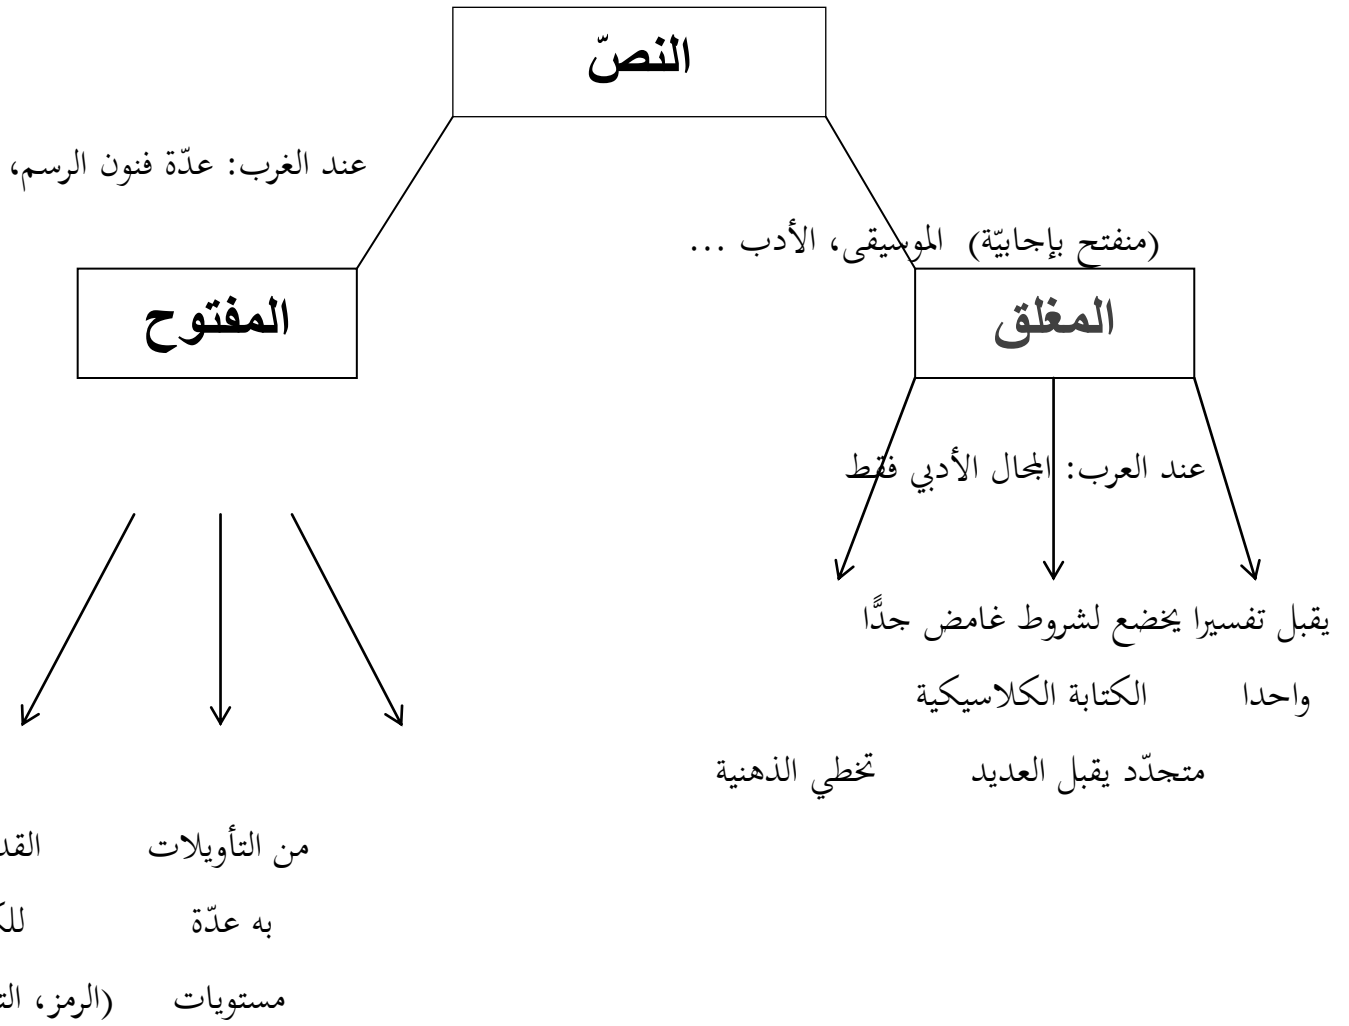 النصّ
عند الغرب: عدّة فنون الرسم،
(منفتح بإجابيّة) الموسيقى، الأدب ...
المغلق
المفتوح
عند العرب: المجال الأدبي فقط
يقبل تفسيرا يخضع لشروط غامض جدًّا
واحدا الكتابة الكلاسيكية
متجدّد يقبل العديد تخطي الذهنية
من التأويلات
به عدّة
مستويات (الرمز،